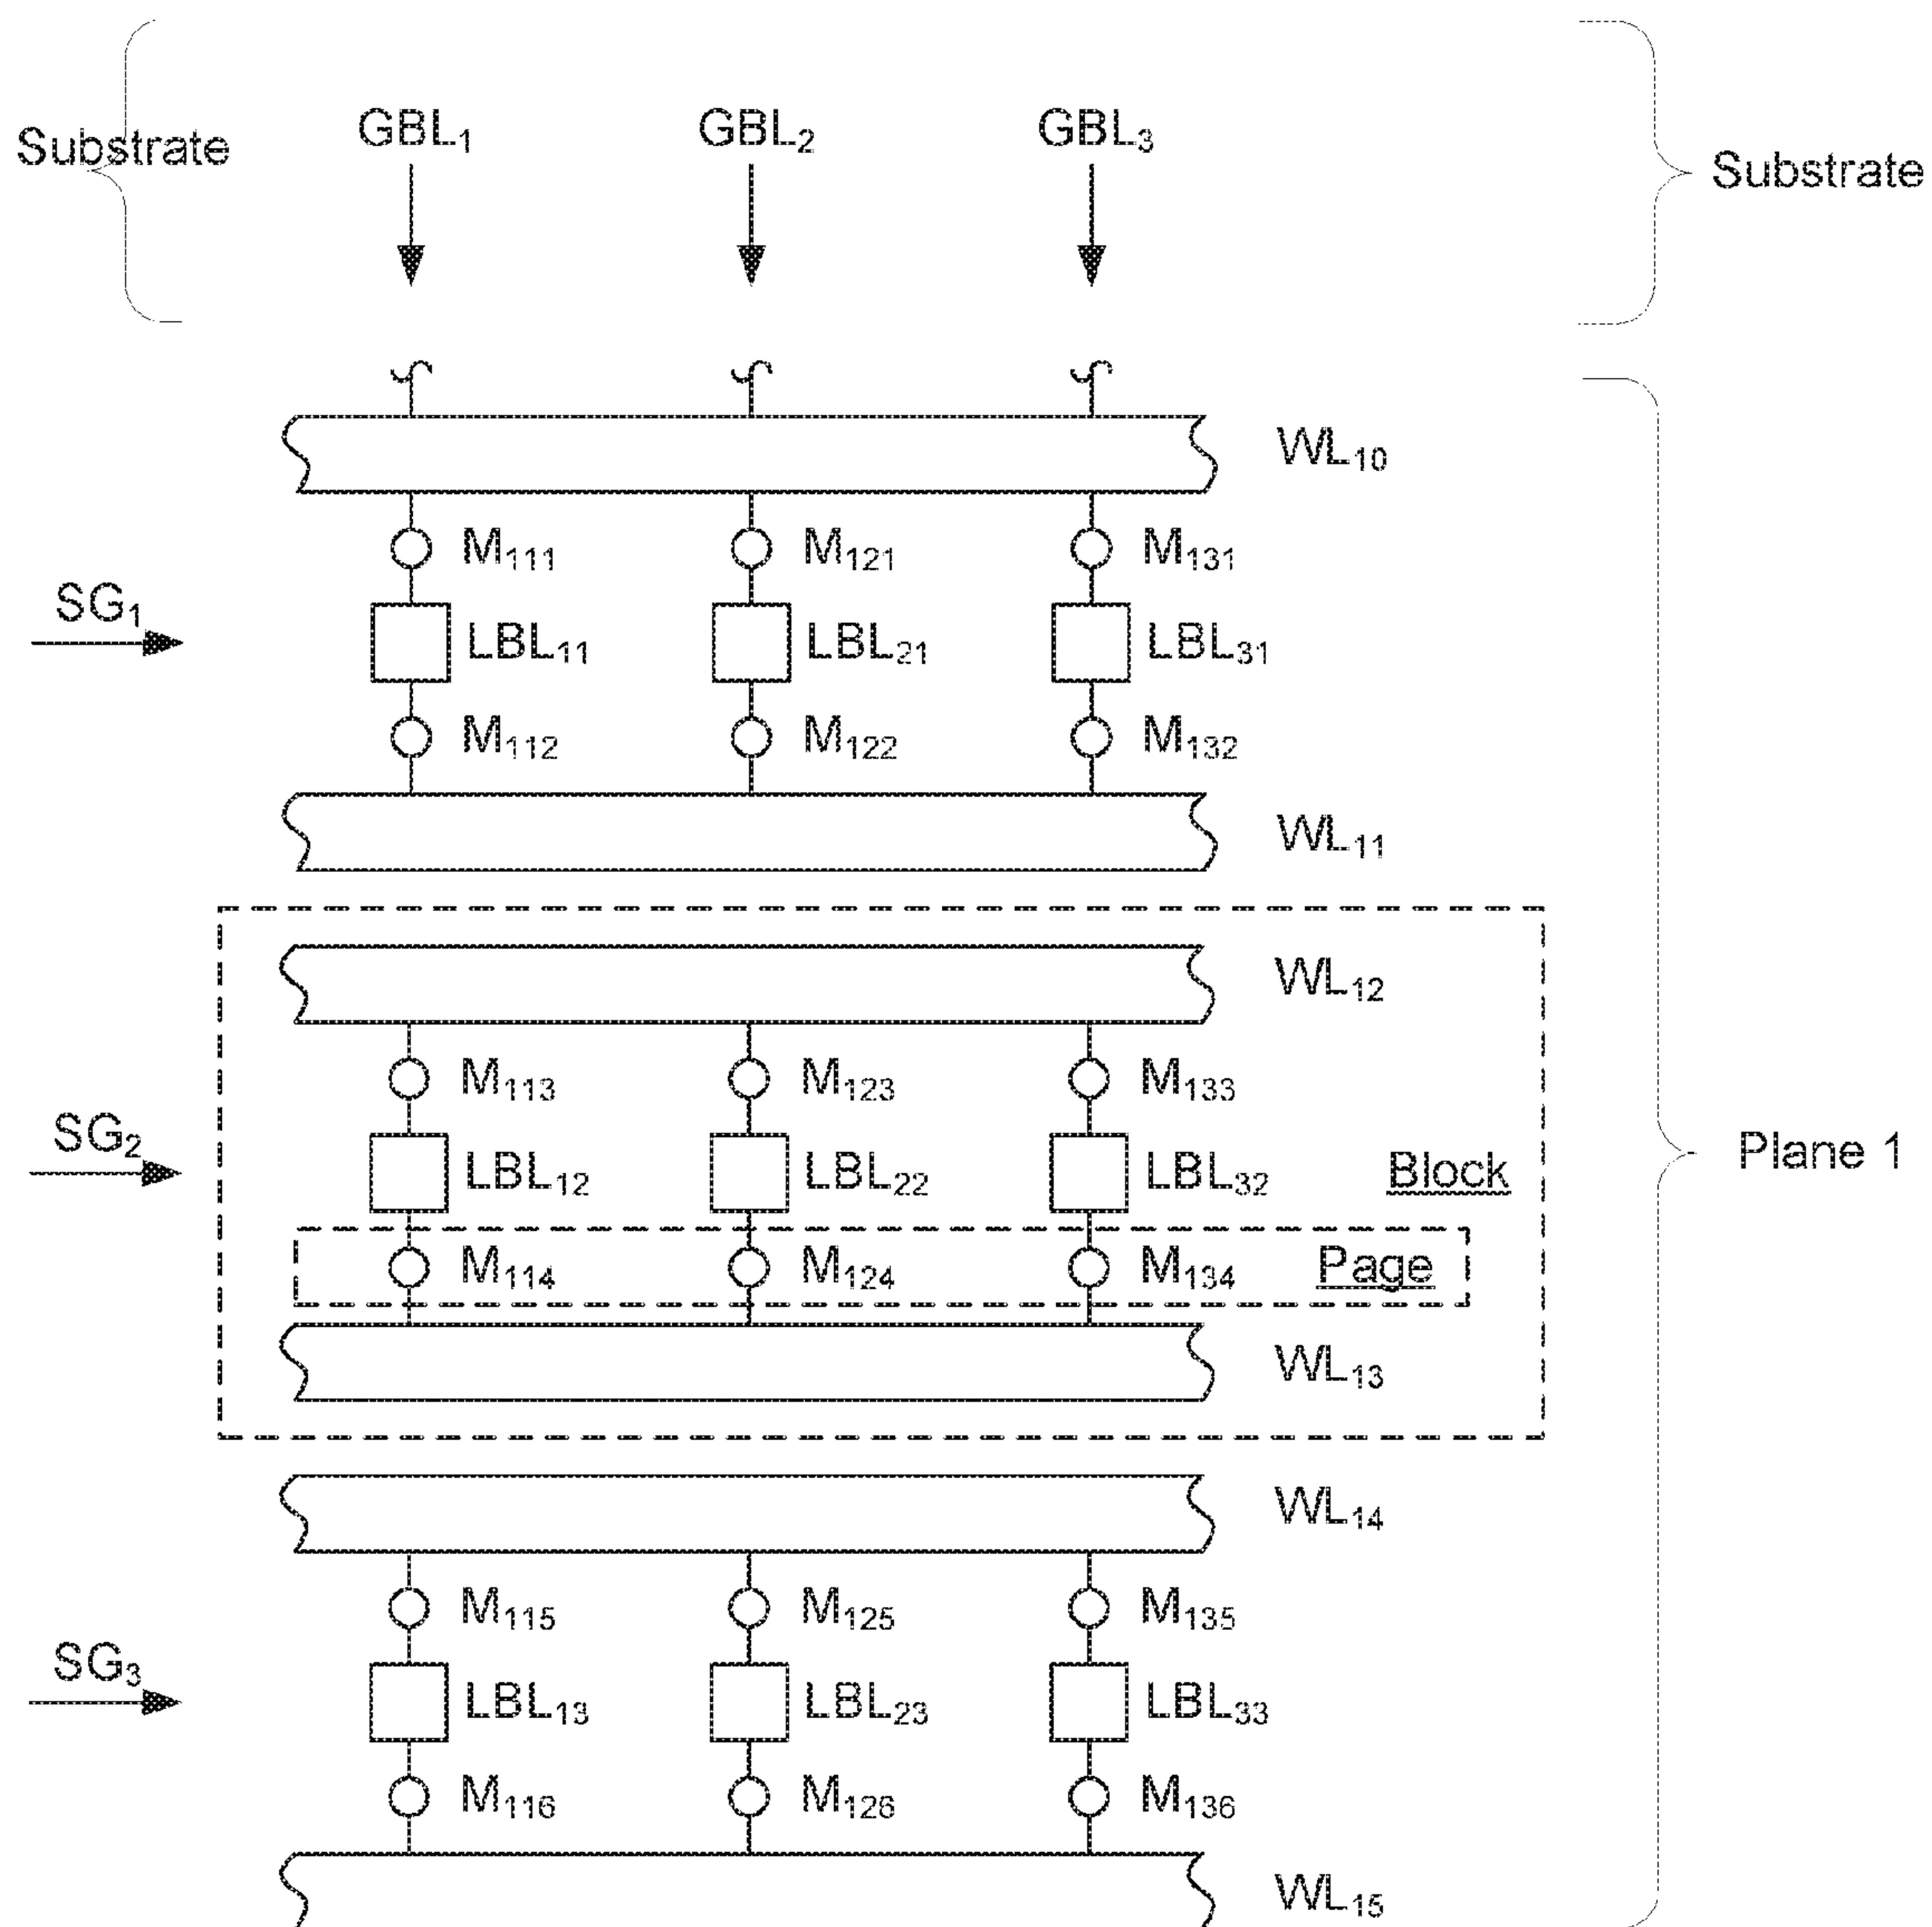 GBL₁ GBL₂ GBL₃
Substrate Substrate
WL₁₀
M₁₁₁ M₁₂₁ M₁₃₁
SG₁
LBL₁₁ LBL₂₁ LBL₃₁
M₁₁₂ M₁₂₂ M₁₃₂
WL₁₁
WL₁₂
M₁₁₃ M₁₂₃ M₁₃₃
SG₂
LBL₁₂ LBL₂₂ LBL₃₂ Block Plane 1
M₁₁₄ M₁₂₄ M₁₃₄ Page
WL₁₃
WL₁₄
M₁₁₅ M₁₂₅ M₁₃₅
SG₃
LBL₁₃ LBL₂₃ LBL₃₃
M₁₁₆ M₁₂₆ M₁₃₆
WL₁₅